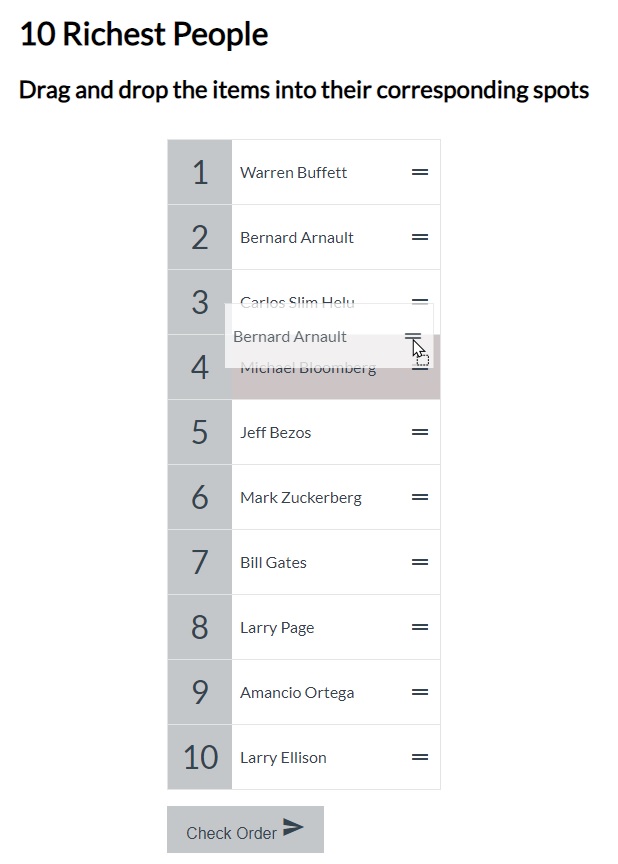 10 Richest People
Drag and drop the items into their corresponding spots
1 Warren Buffett
2 Bernard Arnault
3 Carlos Slim Helu
Bernard Arnault
4 Michael Bloomberg
5 Jeff Bezos
6 Mark Zuckerberg
7 Bill Gates
8 Larry Page
9 Amancio Ortega
10 Larry Ellison
Check Order